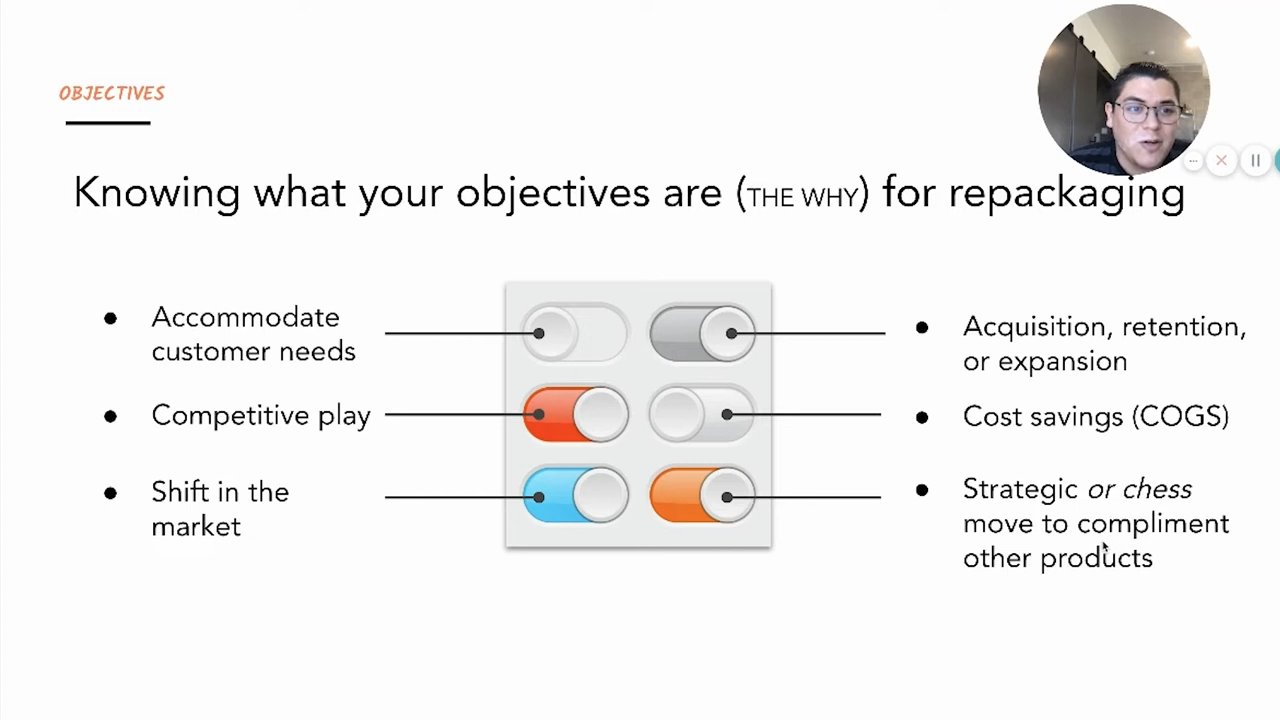 OBJECTIVES
Knowing what your objectives are (THE WHY) for repackaging
● Accommodate
customer needs
● Competitive play
● Shift in the
market
● Acquisition, retention,
or expansion
● Cost savings (COGS)
● Strategic or chess
move to compliment
other products